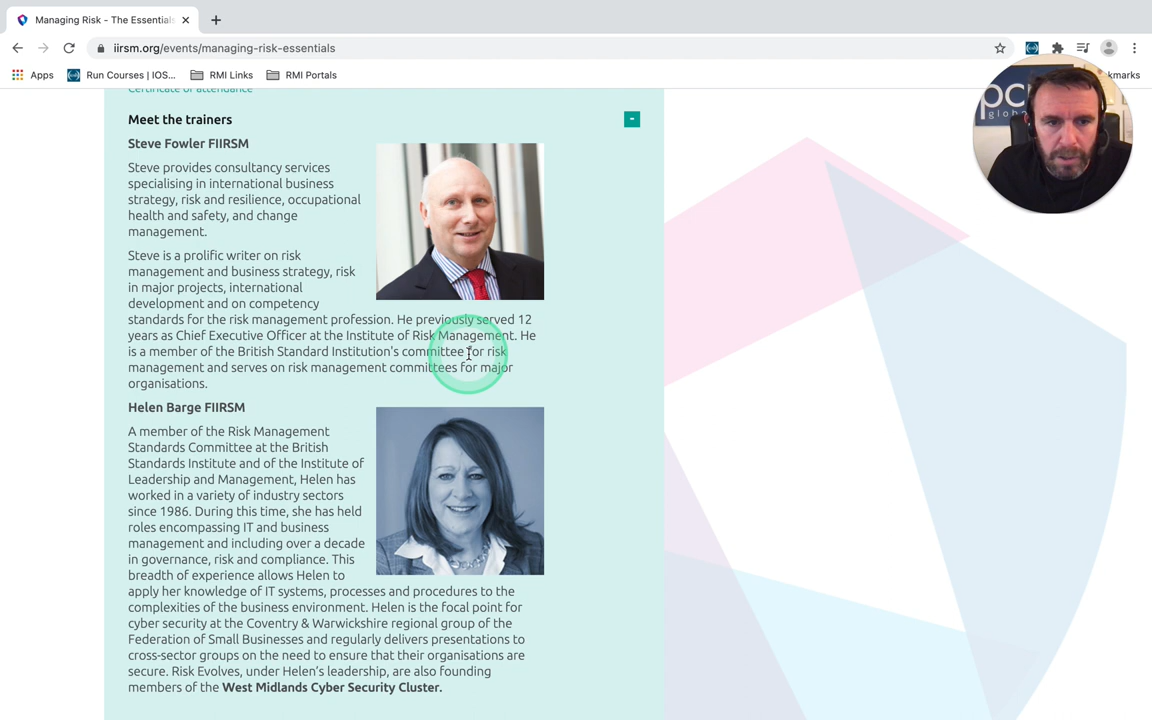 Managing Risk - The Essentials
iirsm.org/events/managing-risk-essentials
Apps
Run Courses | IOS...
RMI Links
RMI Portals
Certificate of attendance
Meet the trainers
-
Steve Fowler FIIRSM
Steve provides consultancy services
specialising in international business
strategy, risk and resilience, occupational
health and safety, and change
management.
Steve is a prolific writer on risk
management and business strategy, risk
in major projects, international
development and on competency
standards for the risk management profession. He previously served 12
years as Chief Executive Officer at the Institute of Risk Management. He
is a member of the British Standard Institution's committee for risk
management and serves on risk management committees for major
organisations.
Helen Barge FIIRSM
A member of the Risk Management
Standards Committee at the British
Standards Institute and of the Institute of
Leadership and Management, Helen has
worked in a variety of industry sectors
since 1986. During this time, she has held
roles encompassing IT and business
management and including over a decade
in governance, risk and compliance. This
breadth of experience allows Helen to
apply her knowledge of IT systems, processes and procedures to the
complexities of the business environment. Helen is the focal point for
cyber security at the Coventry & Warwickshire regional group of the
Federation of Small Businesses and regularly delivers presentations to
cross-sector groups on the need to ensure that their organisations are
secure. Risk Evolves, under Helen's leadership, are also founding
members of the West Midlands Cyber Security Cluster.